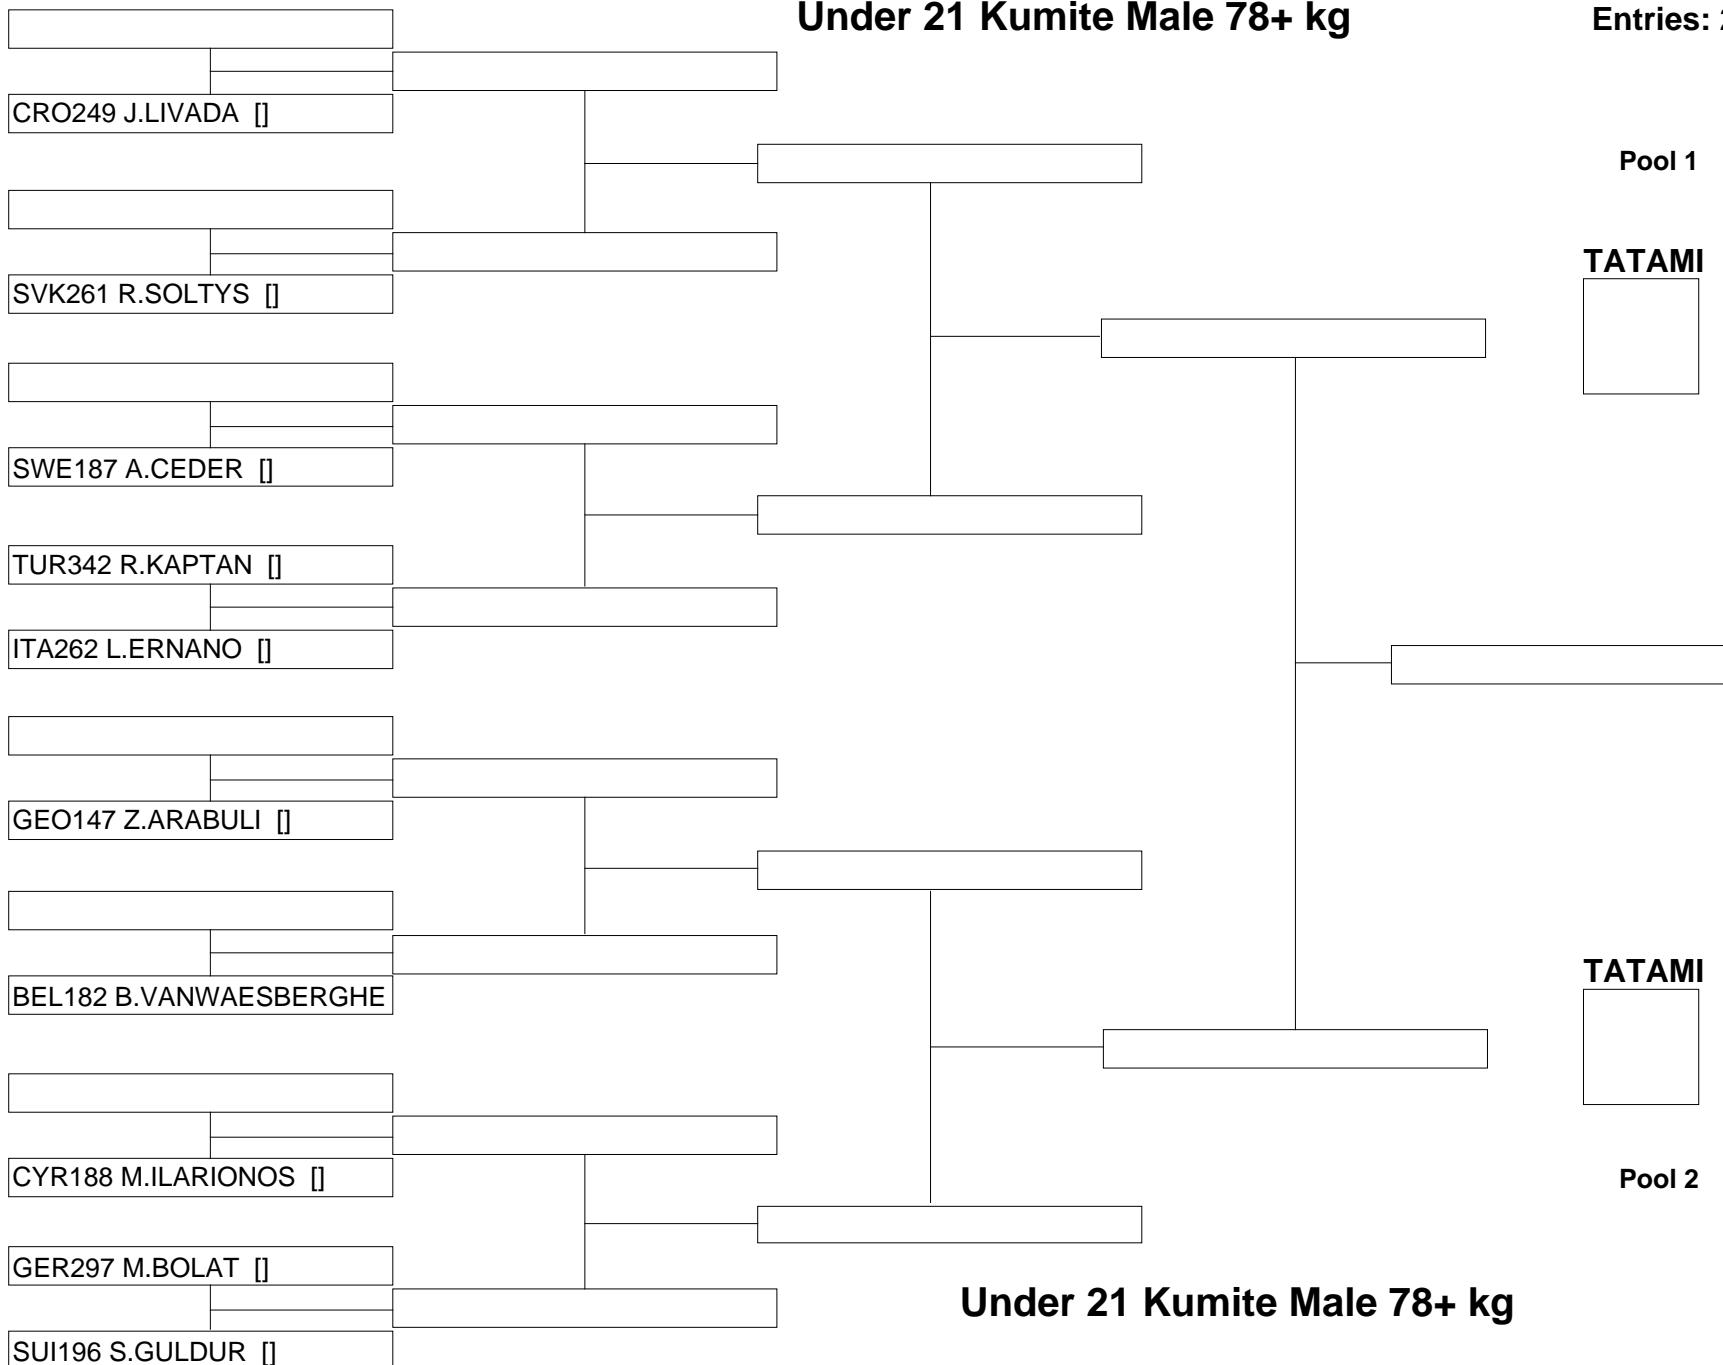 Under 21 Kumite Male 78+ kg
Entries:
CRO249 J.LIVADA []
Pool 1
TATAMI
SVK261 R.SOLTYS []
SWE187 A.CEDER []
TUR342 R.KAPTAN []
ITA262 L.ERNANO []
GEO147 Z.ARABULI []
TATAMI
BEL182 B.VANWAESBERGHE
CYR188 M.ILARIONOS []
Pool 2
GER297 M.BOLAT []
Under 21 Kumite Male 78+ kg
SUI196 S.GULDUR []